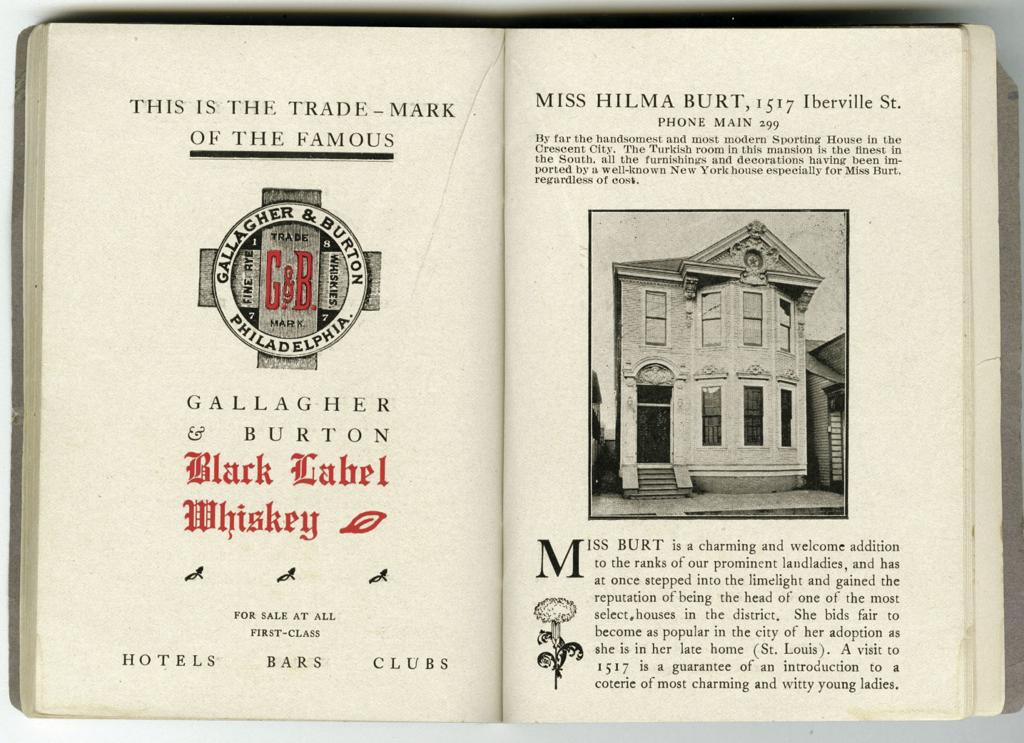 THIS IS THE TRADE-MARK
OF THE FAMOUS
GALLAGHER & BURTON
PHILADELPHIA.
TRADE
1 8
FINE RYE
G&B.
WHISKIES
7 7
MARK
GALLAGHER
& BURTON
Black Label
Whiskey
FOR SALE AT ALL
FIRST-CLASS
HOTELS BARS CLUBS
MISS HILMA BURT, 1517 Iberville St.
PHONE MAIN 299
By far the handsomest and most modern Sporting House in the
Crescent City. The Turkish room in this mansion is the finest in
the South, all the furnishings and decorations having been im-
ported by a well-known New York house especially for Miss Burt,
regardless of cost.
MISS BURT is a charming and welcome addition
to the ranks of our prominent landladies, and has
at once stepped into the limelight and gained the
reputation of being the head of one of the most
select houses in the district. She bids fair to
become as popular in the city of her adoption as
she is in her late home (St. Louis). A visit to
1517 is a guarantee of an introduction to a
coterie of most charming and witty young ladies.